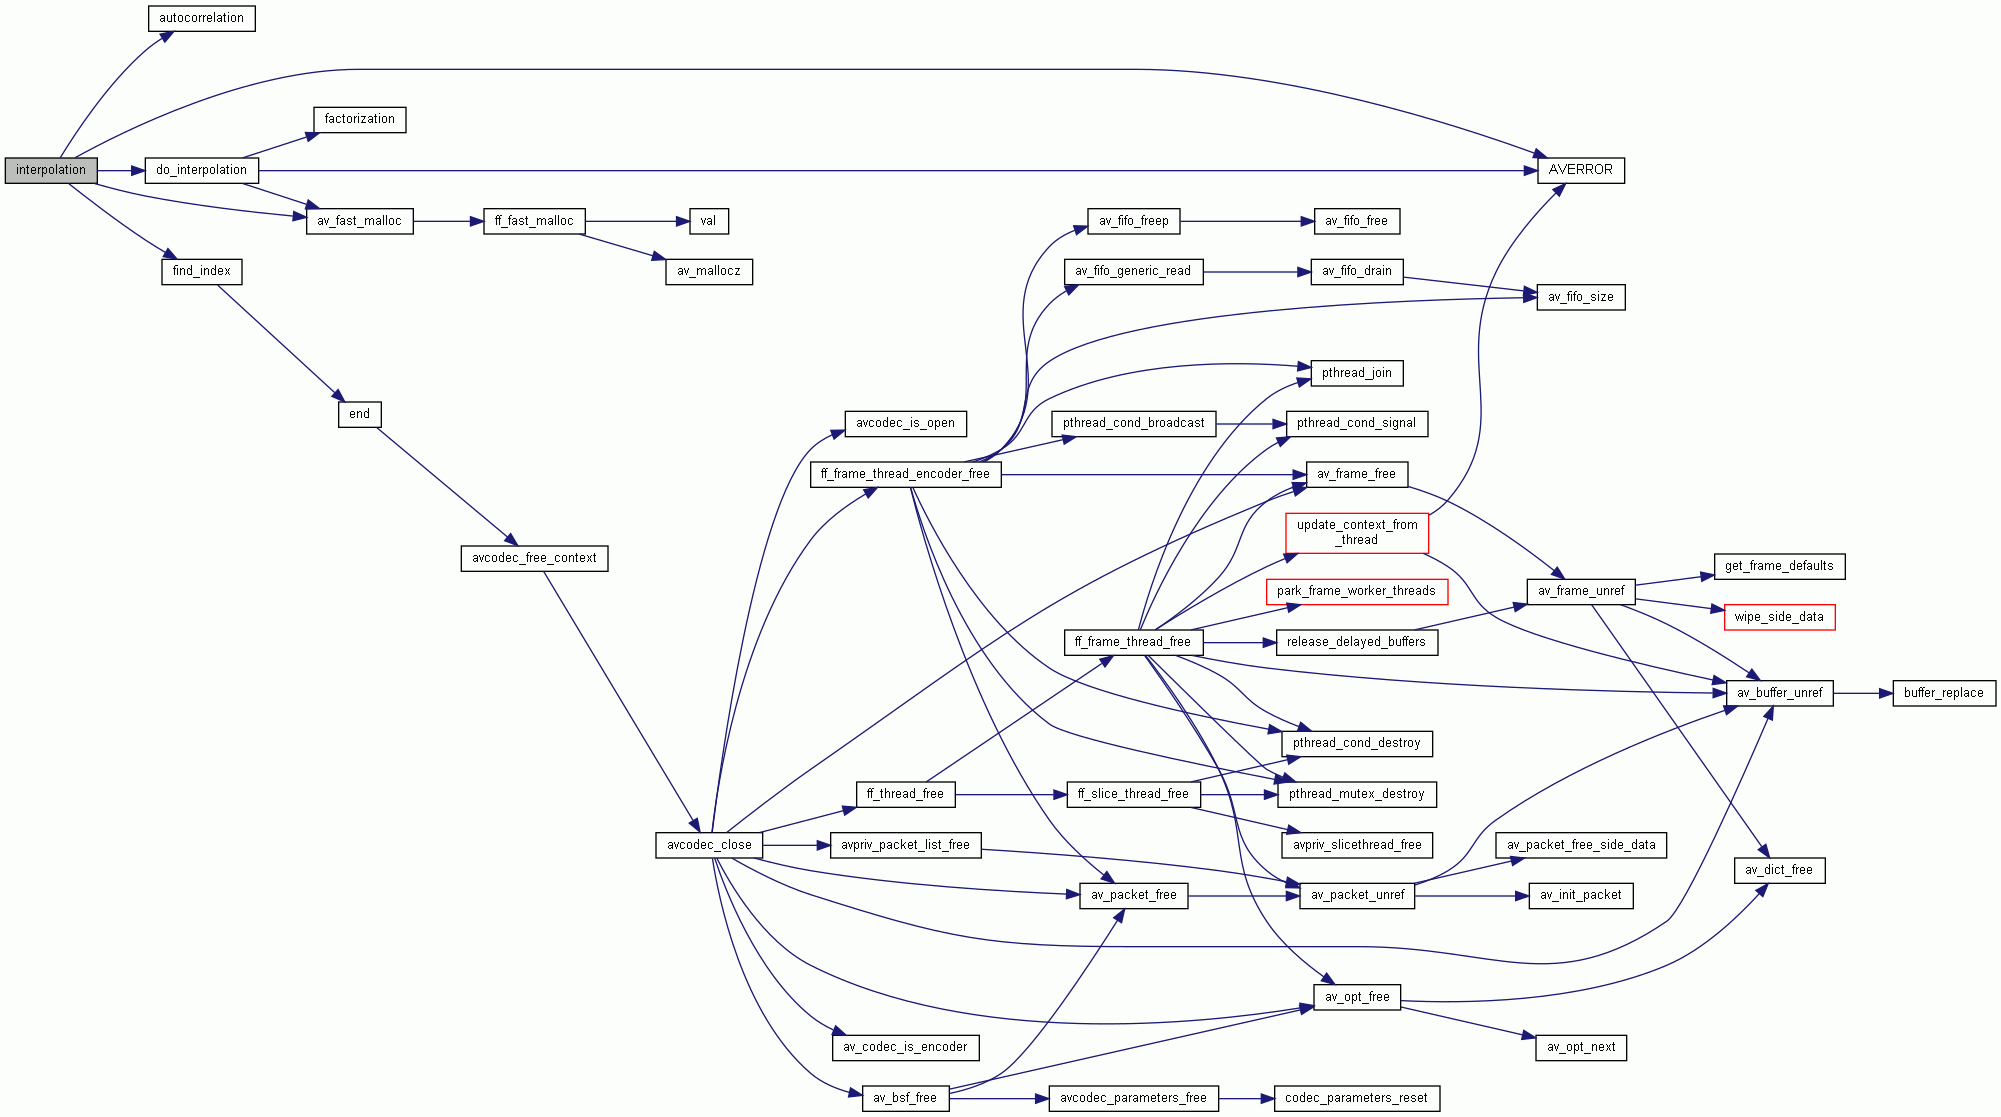 autocorrelation
factorization
interpolation
do_interpolation
AVERROR
av_fast_malloc
ff_fast_malloc
val
av_fifo_freep
av_fifo_free
find_index
av_mallocz
av_fifo_generic_read
av_fifo_drain
av_fifo_size
pthread_join
end
avcodec_is_open
pthread_cond_broadcast
pthread_cond_signal
ff_frame_thread_encoder_free
av_frame_free
update_context_from
_thread
avcodec_free_context
get_frame_defaults
park_frame_worker_threads
av_frame_unref
wipe_side_data
ff_frame_thread_free
release_delayed_buffers
av_buffer_unref
buffer_replace
pthread_cond_destroy
ff_thread_free
ff_slice_thread_free
pthread_mutex_destroy
avcodec_close
avpriv_packet_list_free
avpriv_slicethread_free
av_packet_free_side_data
av_dict_free
av_packet_free
av_packet_unref
av_init_packet
av_opt_free
av_codec_is_encoder
av_opt_next
av_bsf_free
avcodec_parameters_free
codec_parameters_reset